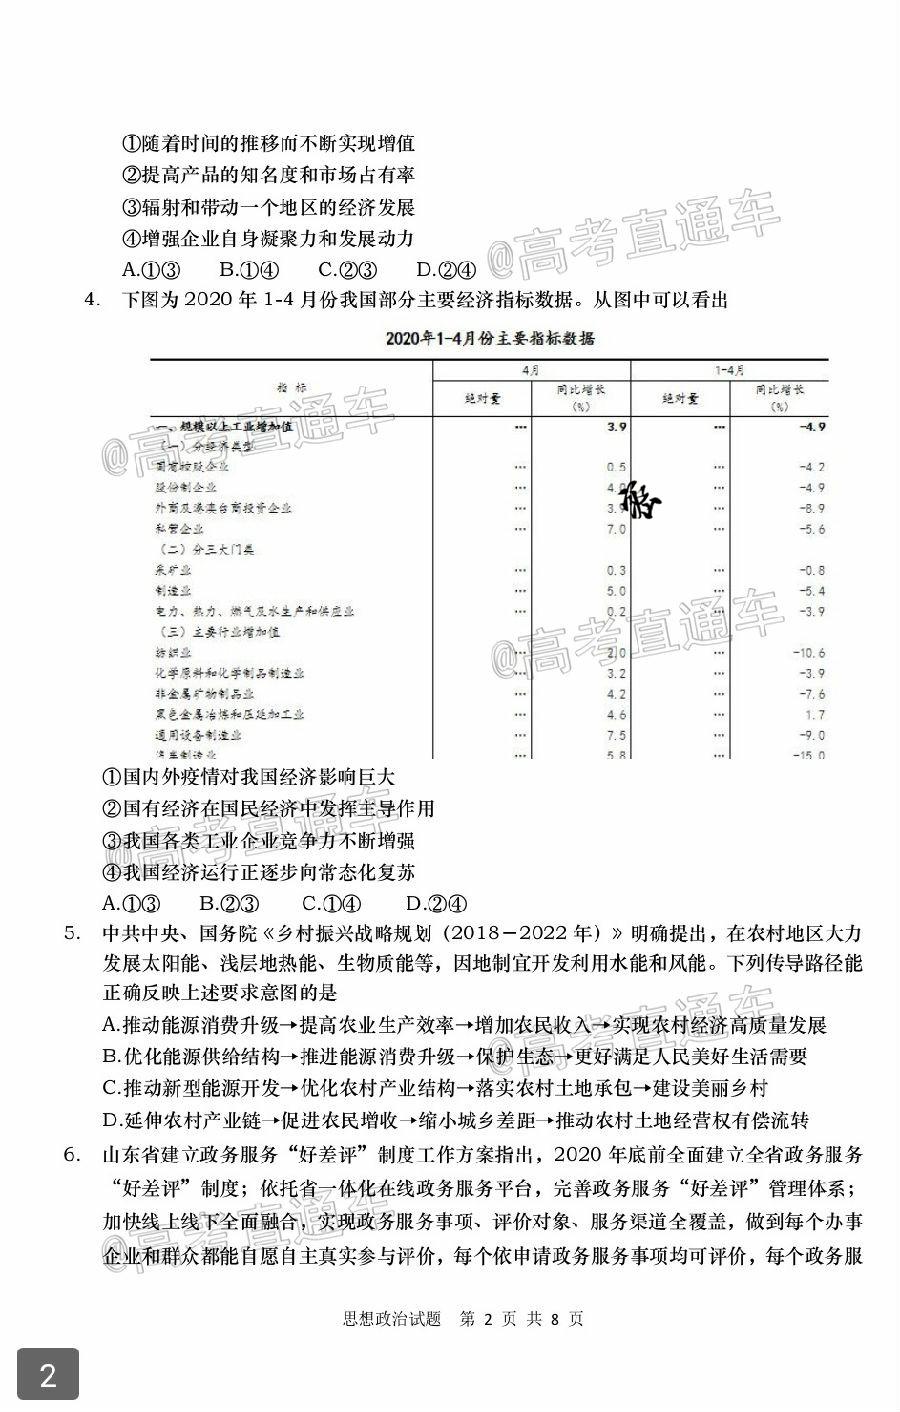 ①随着时间的推移而不断实现增值
②提高产品的知名度和市场占有率
③辐射和带动一个地区的经济发展
④增强企业自身凝聚力和发展动力
A.①③ B.①④ C.②③ D.②④
@高考直通车
4. 下图为 2020 年 1-4 月份我国部分主要经济指标数据。从图中可以看出
2020年1-4月份主要指标数据
指 标 4月 1-4月
绝对量 同比增长(%) 绝对量 同比增长(%)
一、规模以上工业增加值 … 3.9 … -4.9
@高考直通车
(一)分经济类型
国有控股企业 … 0.5 … -4.2
股份制企业 … 4.0 … -4.9
外商及港澳台商投资企业 … 3.9 … -8.9
私营企业 … 7.0 … -5.6
(二)分三大门类
采矿业 … 0.3 … -0.8
制造业 … 5.0 … -5.4
电力、热力、燃气及水生产和供应业 … 0.2 … -3.9
@高考直通车
(三)主要行业增加值
纺织业 … 2.0 … -10.6
化学原料和化学制品制造业 … 3.2 … -3.9
非金属矿物制品业 … 4.2 … -7.6
黑色金属冶炼和压延加工业 … 4.6 … 1.7
通用设备制造业 … 7.5 … -9.0
汽车制造业 … 5.8 … -15.0
①国内外疫情对我国经济影响巨大
②国有经济在国民经济中发挥主导作用
③我国各类工业企业竞争力不断增强
@高考直通车
④我国经济运行正逐步向常态化复苏
A.①③ B.②③ C.①④ D.②④
5. 中共中央、国务院《乡村振兴战略规划（2018－2022 年）》明确提出，在农村地区大力
发展太阳能、浅层地热能、生物质能等，因地制宜开发利用水能和风能。下列传导路径能
正确反映上述要求意图的是
A.推动能源消费升级→提高农业生产效率→增加农民收入→实现农村经济高质量发展
@高考直通车
B.优化能源供给结构→推进能源消费升级→保护生态→更好满足人民美好生活需要
C.推动新型能源开发→优化农村产业结构→落实农村土地承包→建设美丽乡村
D.延伸农村产业链→促进农民增收→缩小城乡差距→推动农村土地经营权有偿流转
6. 山东省建立政务服务“好差评”制度工作方案指出，2020 年底前全面建立全省政务服务
“好差评”制度；依托省一体化在线政务服务平台，完善政务服务“好差评”管理体系；
加快线上线下全面融合，实现政务服务事项、评价对象、服务渠道全覆盖，做到每个办事
@高考直通车
企业和群众都能自愿自主真实参与评价，每个依申请政务服务事项均可评价，每个政务服
思想政治试题 第 2 页 共 8 页
2